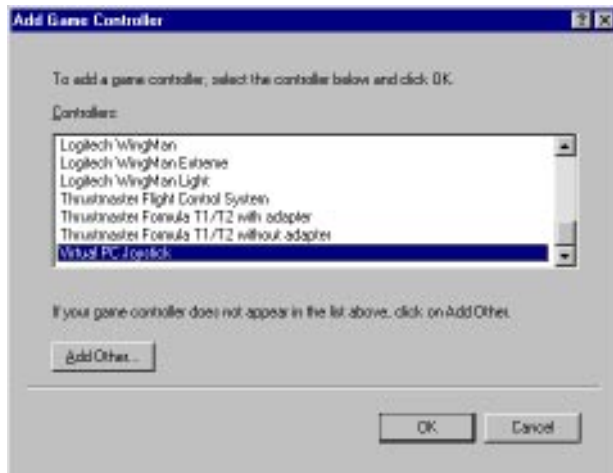 Add Game Controller
To add a game controller, select the controller below and click OK.
Controllers:
Logitech WingMan
Logitech WingMan Extreme
Logitech WingMan Light
Thrustmaster Flight Control System
Thrustmaster Formula T1/T2 with adapter
Thrustmaster Formula T1/T2 without adapter
Virtual PC Joystick
If your game controller does not appear in the list above, click on Add Other.
Add Other...
OK Cancel